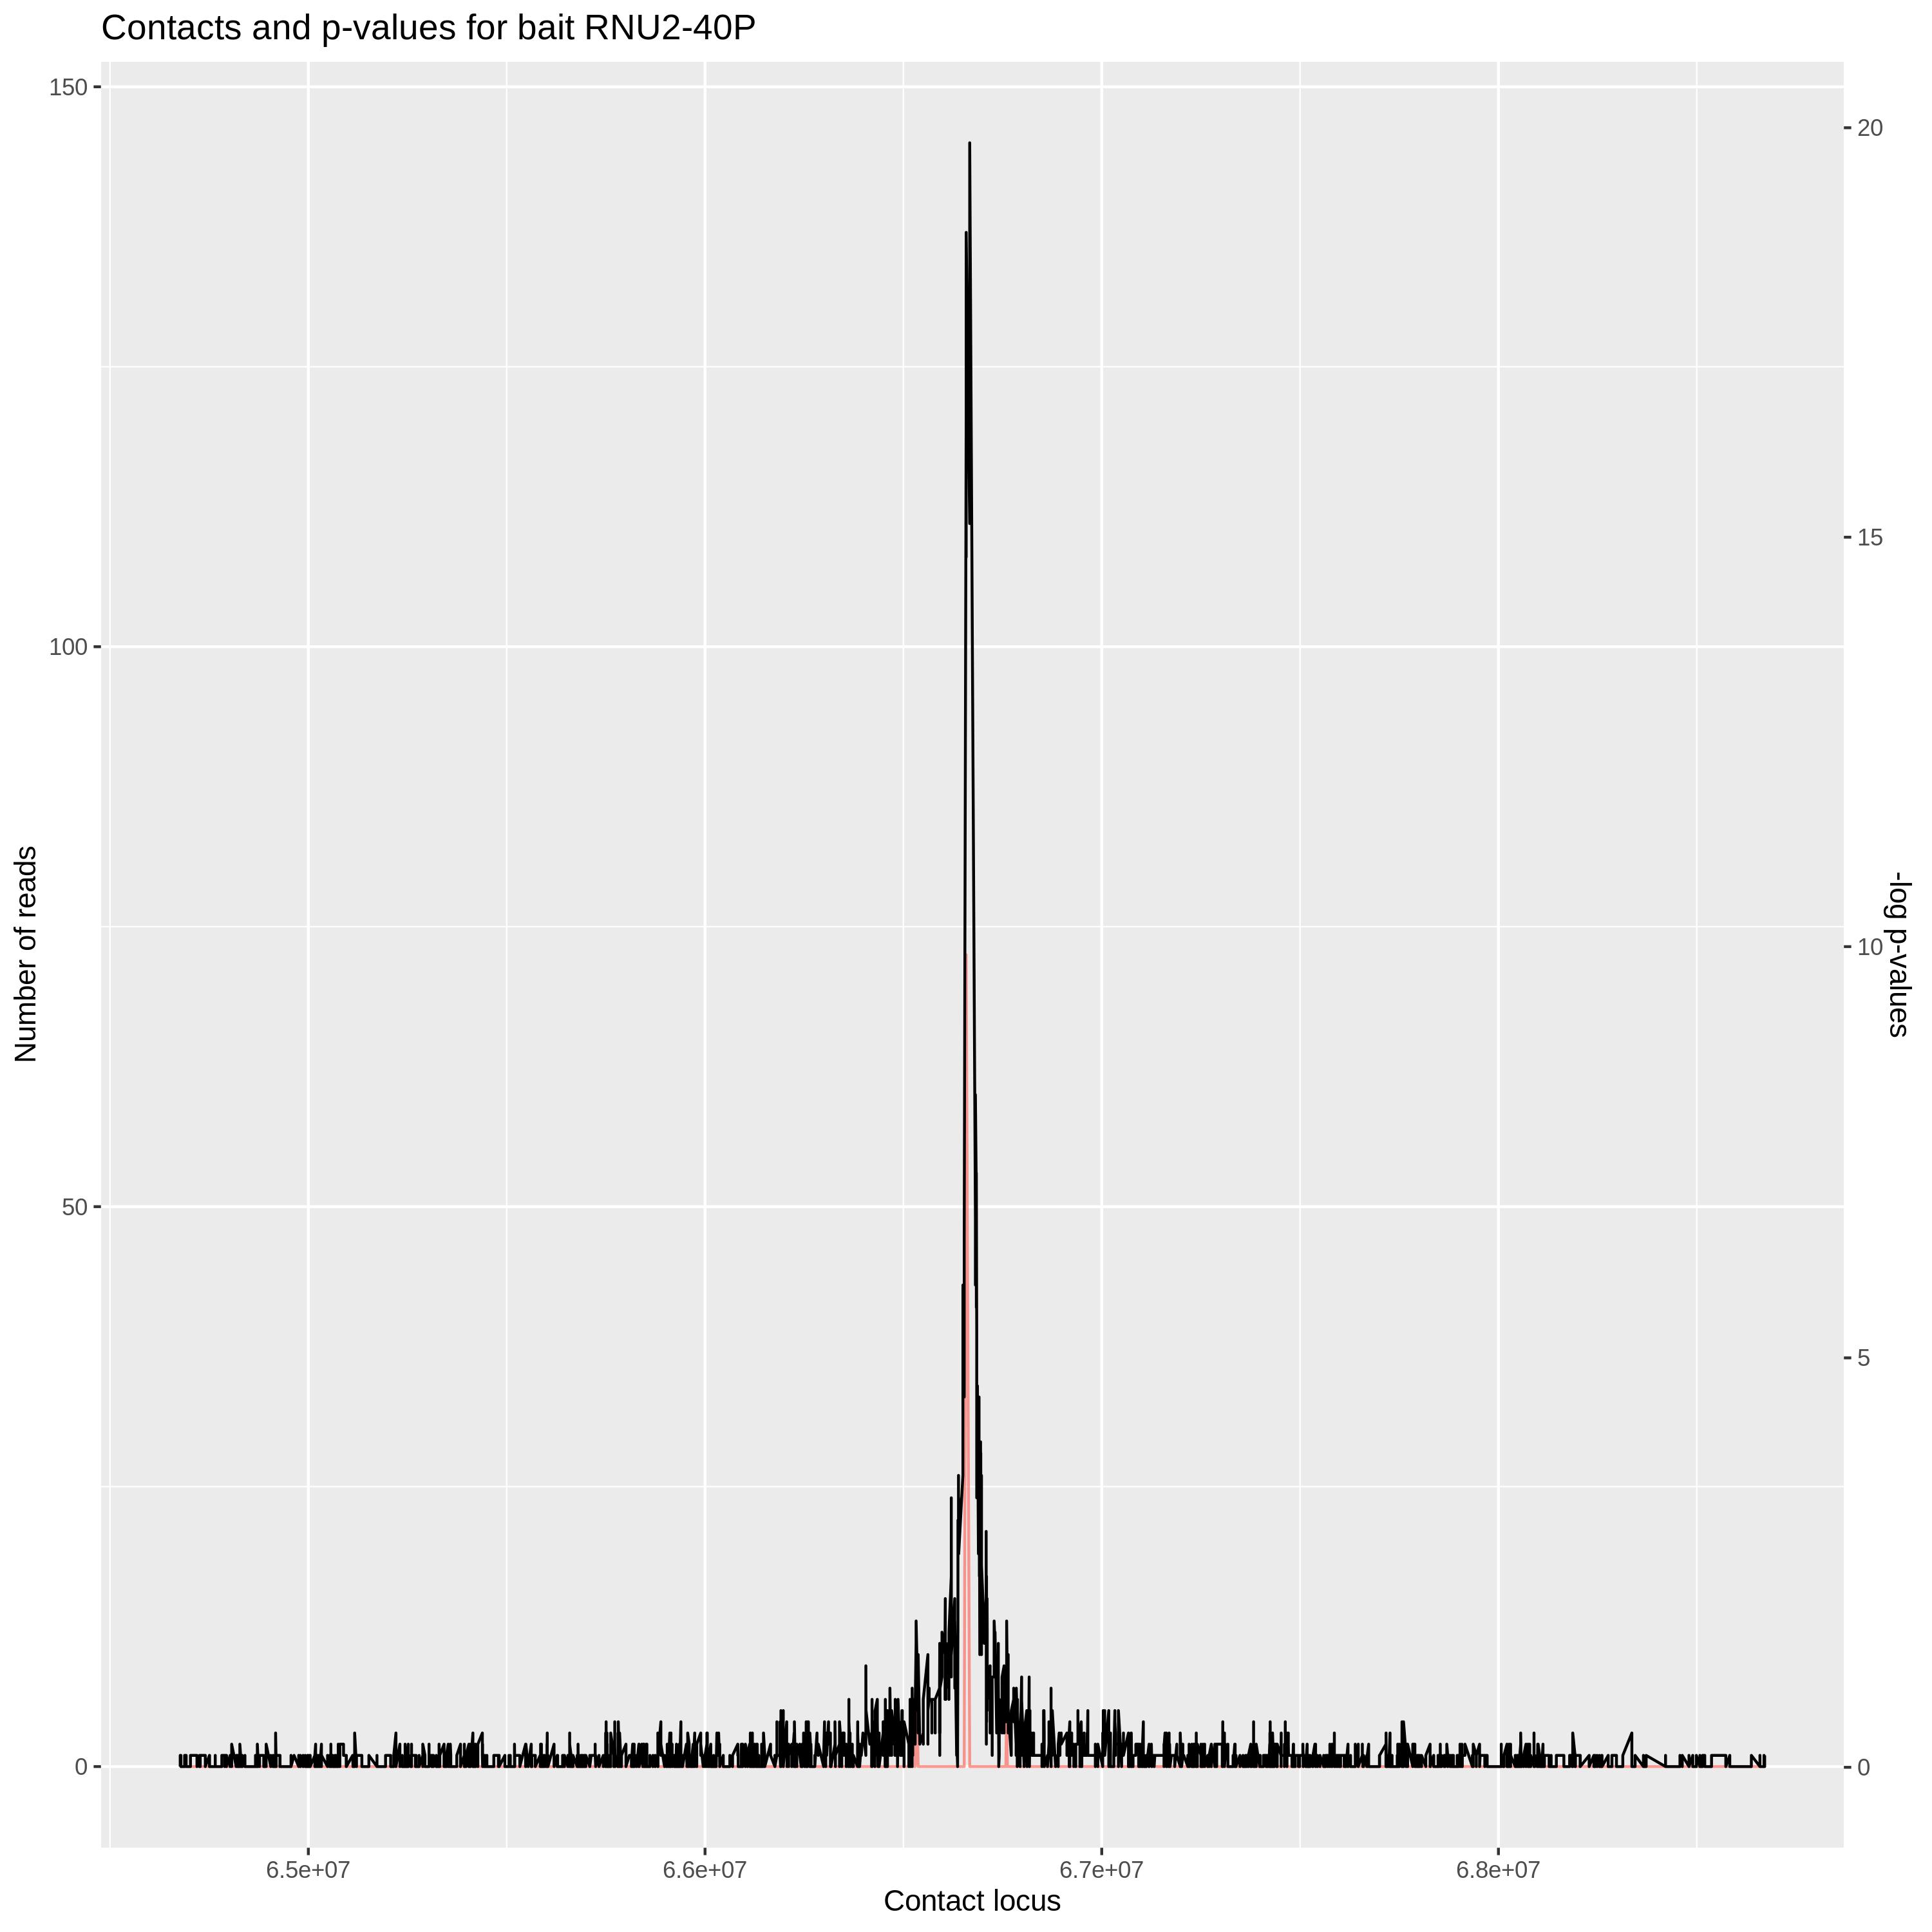 Contacts and p-values for bait RNU2-40P
150
100
50
0
Number of reads
20
15
10
5
0
-log p-values
6.5e+07 6.6e+07 6.7e+07 6.8e+07
Contact locus